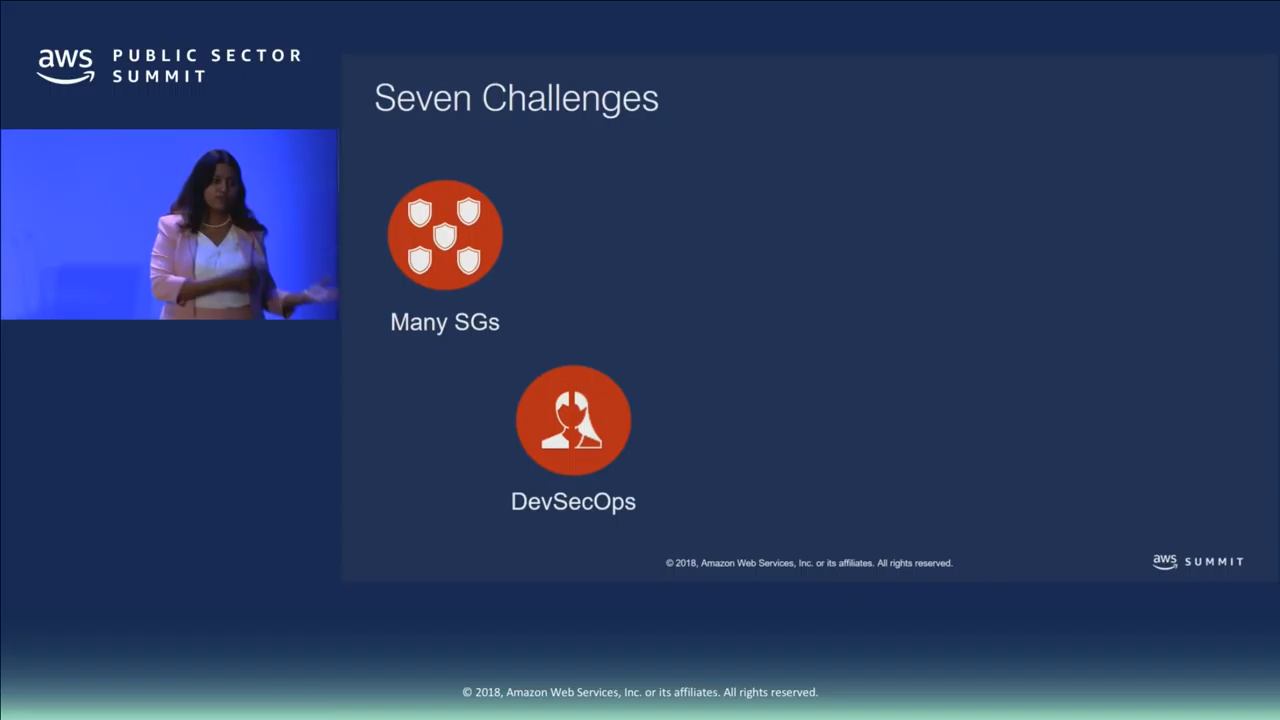 aws PUBLIC SECTOR
SUMMIT
Seven Challenges
Many SGs
DevSecOps
© 2018, Amazon Web Services, Inc. or its affiliates. All rights reserved.
aws SUMMIT
© 2018, Amazon Web Services, Inc. or its affiliates. All rights reserved.